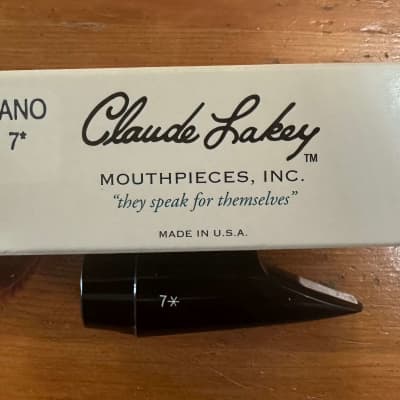 ANO
7*
Claude Lakey
TM
MOUTHPIECES, INC.
"they speak for themselves"
MADE IN U.S.A.
7*